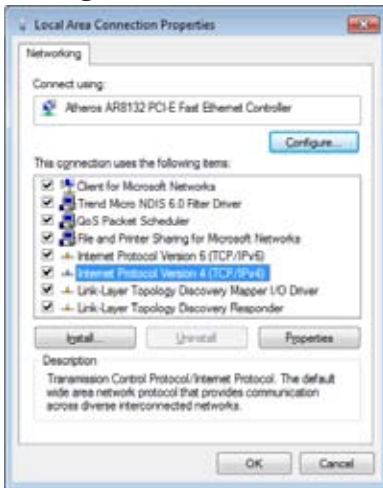 Local Area Connection Properties
Networking
Connect using:
Atheros AR8132 PCI-E Fast Ethernet Controller
Configure...
This connection uses the following items:
Client for Microsoft Networks
Trend Micro NDIS 6.0 Filter Driver
QoS Packet Scheduler
File and Printer Sharing for Microsoft Networks
Internet Protocol Version 6 (TCP/IPv6)
Internet Protocol Version 4 (TCP/IPv4)
Link-Layer Topology Discovery Mapper I/O Driver
Link-Layer Topology Discovery Responder
Install... Uninstall Properties
Description
Transmission Control Protocol/Internet Protocol. The default
wide area network protocol that provides communication
across diverse interconnected networks.
OK Cancel